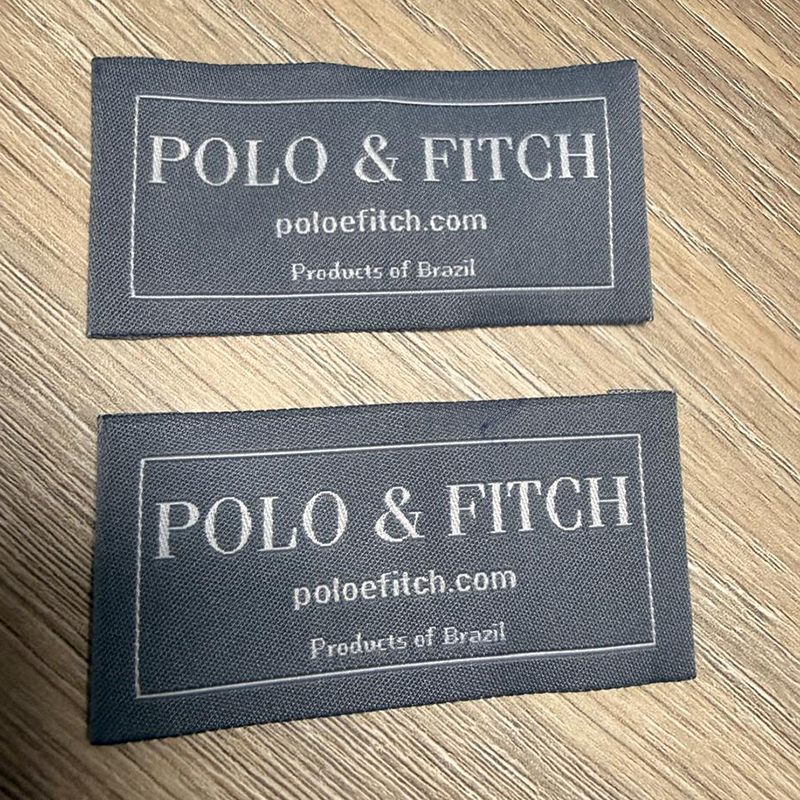 POLO & FITCH
poloefitch.com
Products of Brazil
POLO & FITCH
poloefitch.com
Products of Brazil